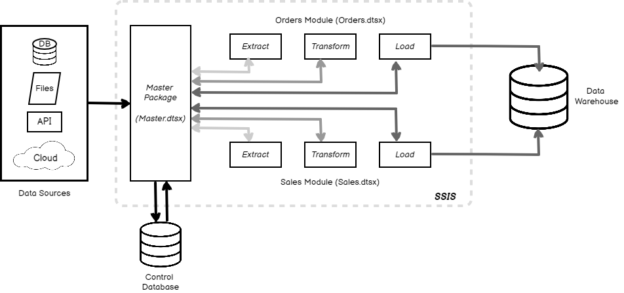 Orders Module (Orders.dtsx)
DB
Files
API
Cloud
Data Sources
Master
Package
(Master.dtsx)
Extract
Transform
Load
Extract
Transform
Load
Sales Module (Sales.dtsx)
SSIS
Data
Warehouse
Control
Database